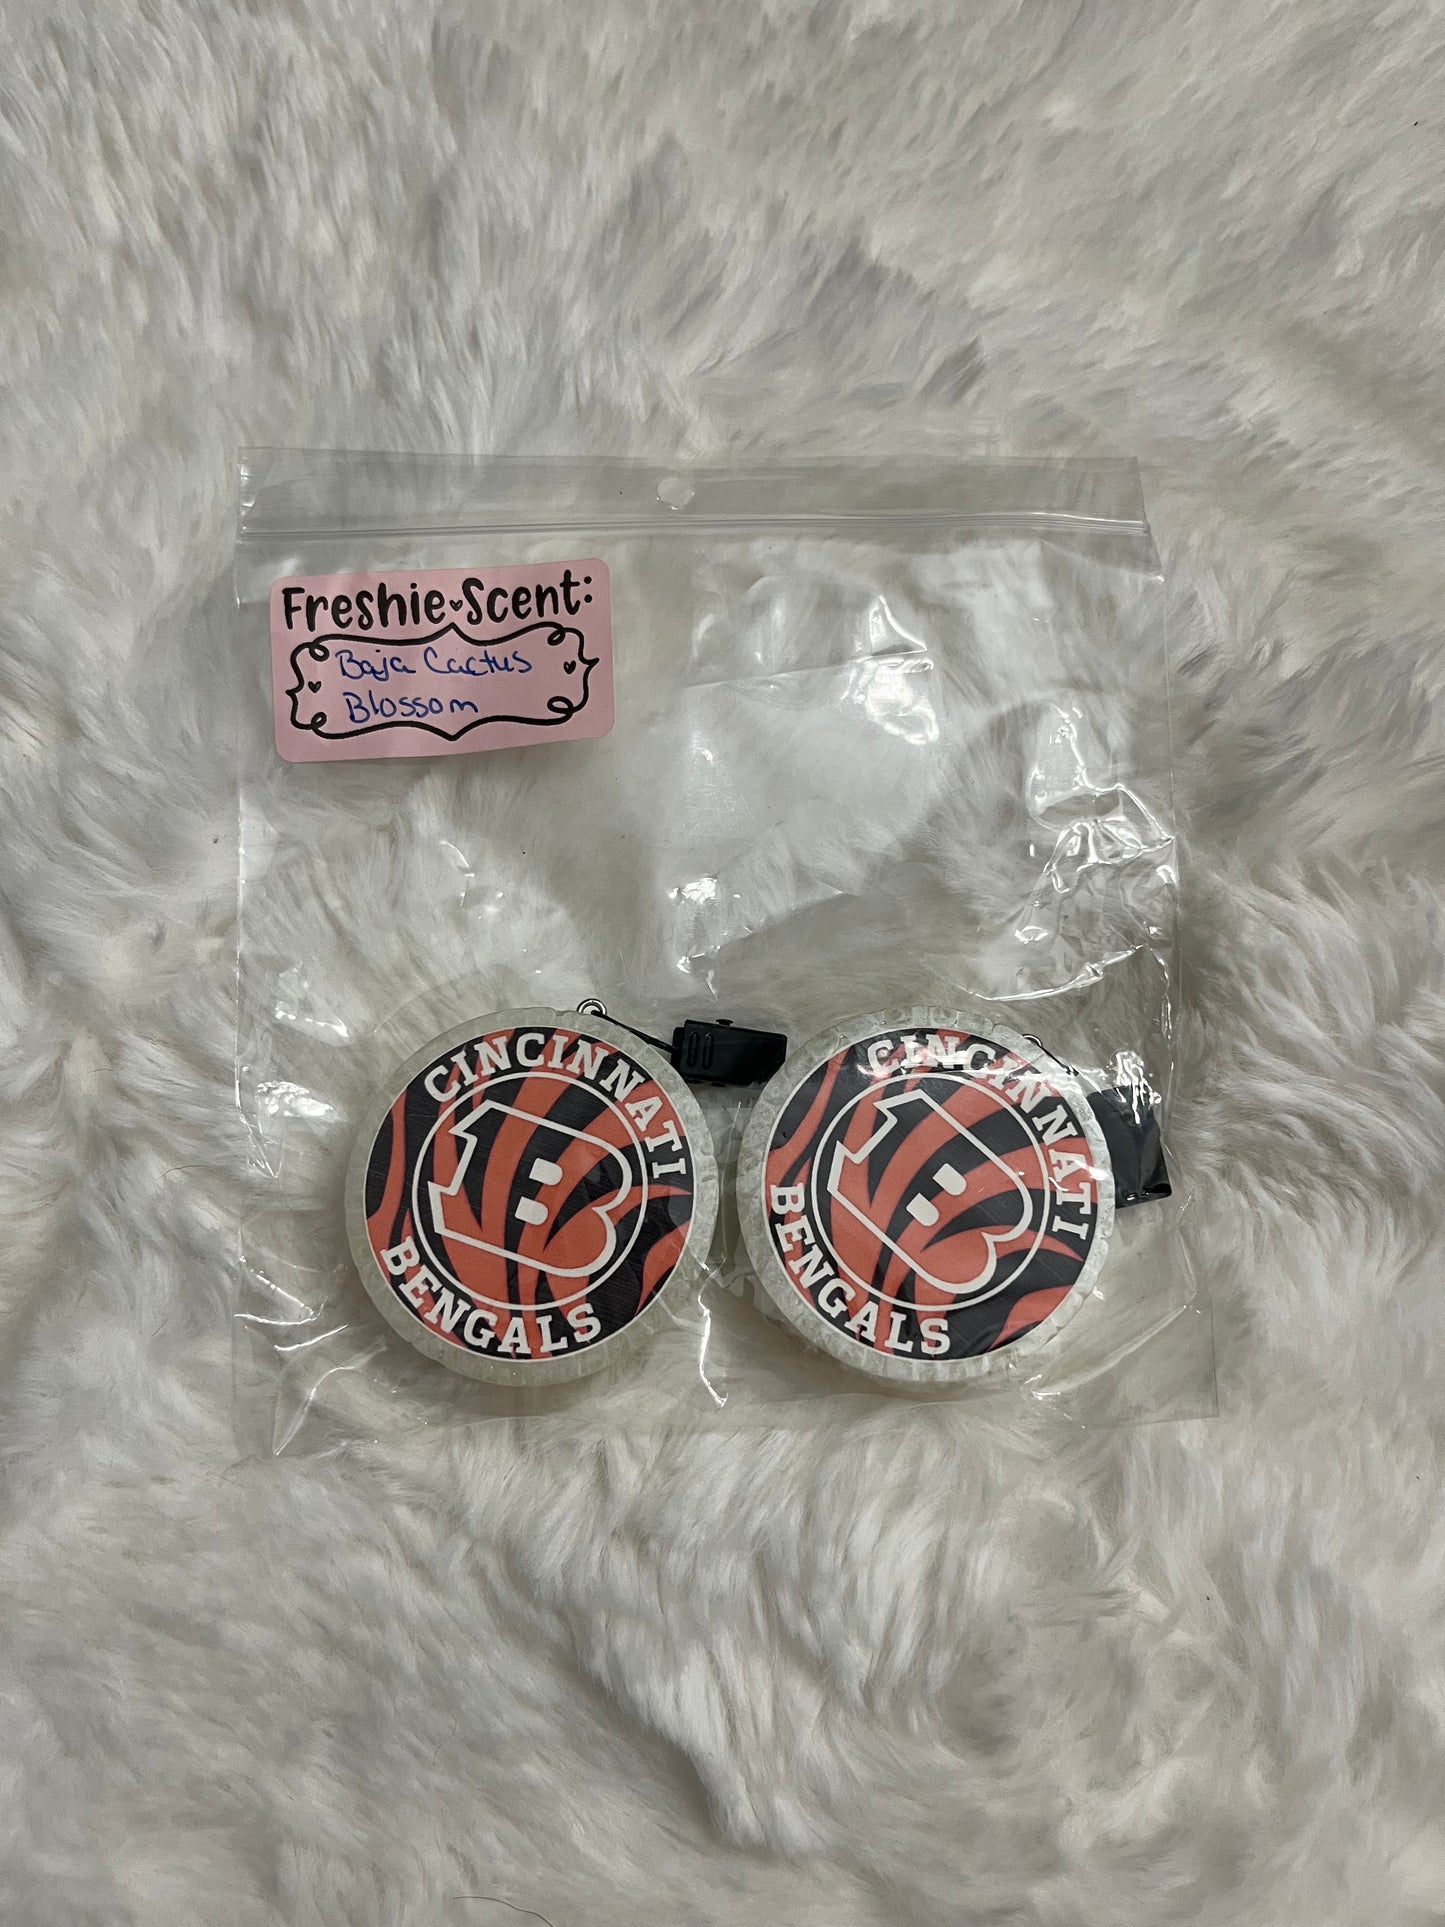 Freshie Scent:
Baja Cactus
Blossom
CINCINNATI
B
BENGALS
CINCINNATI
B
BENGALS